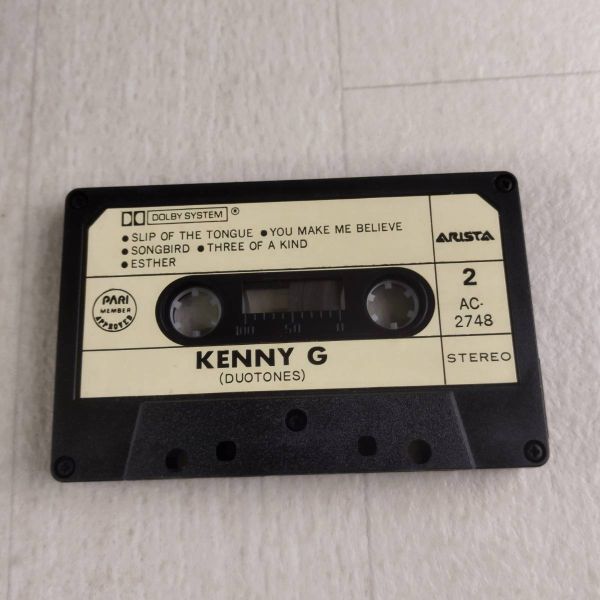 DOLBY SYSTEM ®
• SLIP OF THE TONGUE • YOU MAKE ME BELIEVE
• SONGBIRD • THREE OF A KIND
• ESTHER
ARISTA
PARI
MEMBER
APPROVED
2
AC-
2748
100 50 0
KENNY G
(DUOTONES)
STEREO